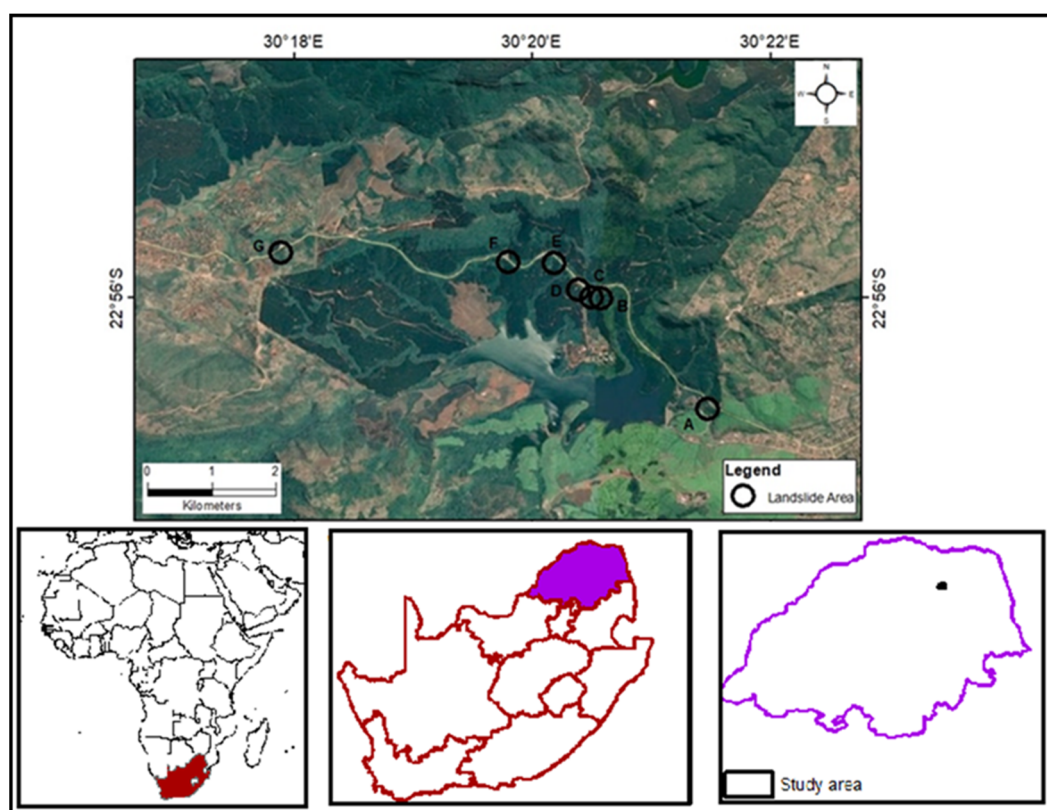 30°18'E 30°20'E 30°22'E
N
W E
S
G F E
C
D
B
22°56'S 22°56'S
A
0 1 2
Kilometers
Legend
Landslide Area
Study area